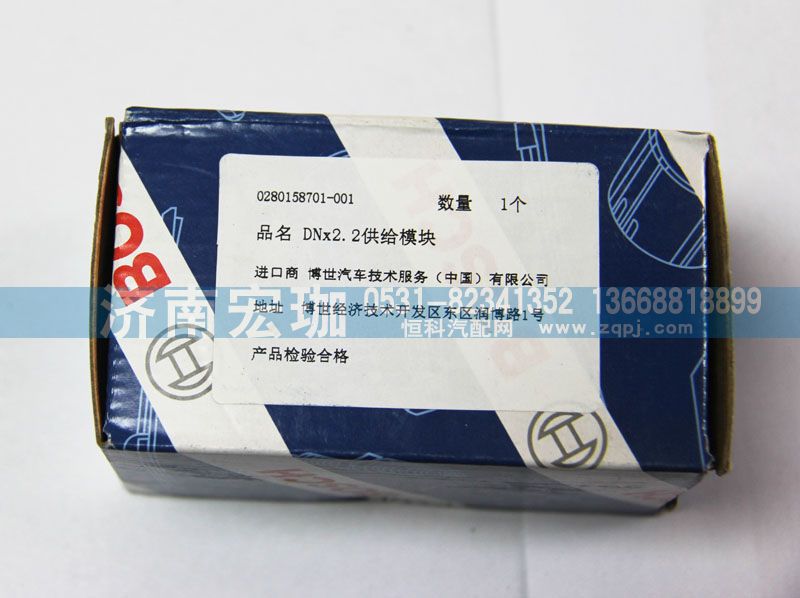 0280158701-001 数量 1个
品名 DNx2.2供给模块
进口商 博世汽车技术服务（中国）有限公司
地址 博世经济技术开发区东区润博路1号
产品检验合格
济南宏珈 0531-82341352 13668818899
恒科汽配网 www.zqpj.com